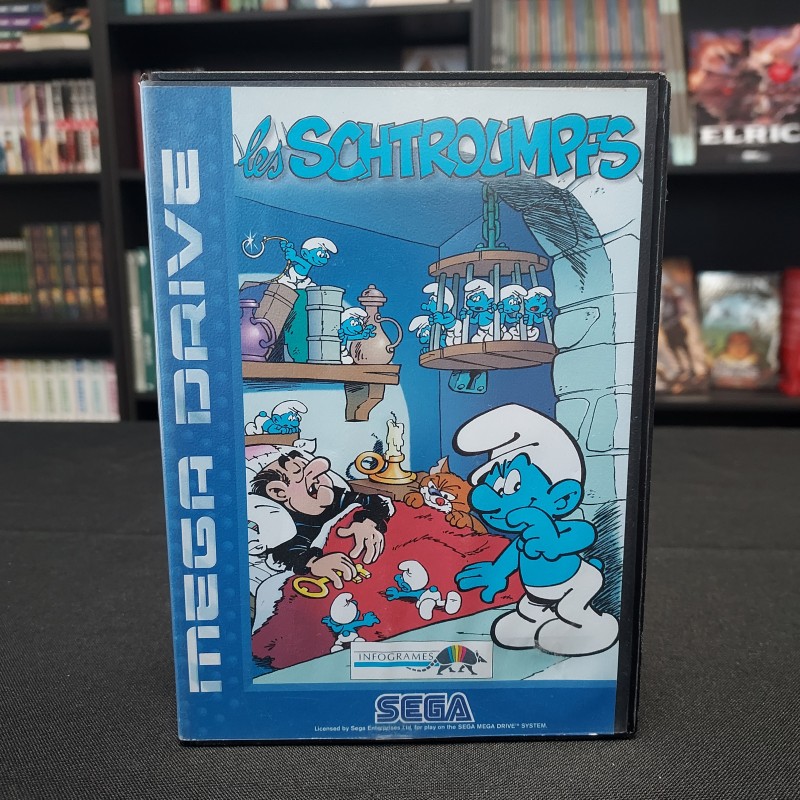 les SCHTROUMPFS
MEGA DRIVE
ELRIC
INFOGRAMES
SEGA
Licensed by Sega Enterprises Ltd. for play on the SEGA MEGA DRIVE™ SYSTEM.